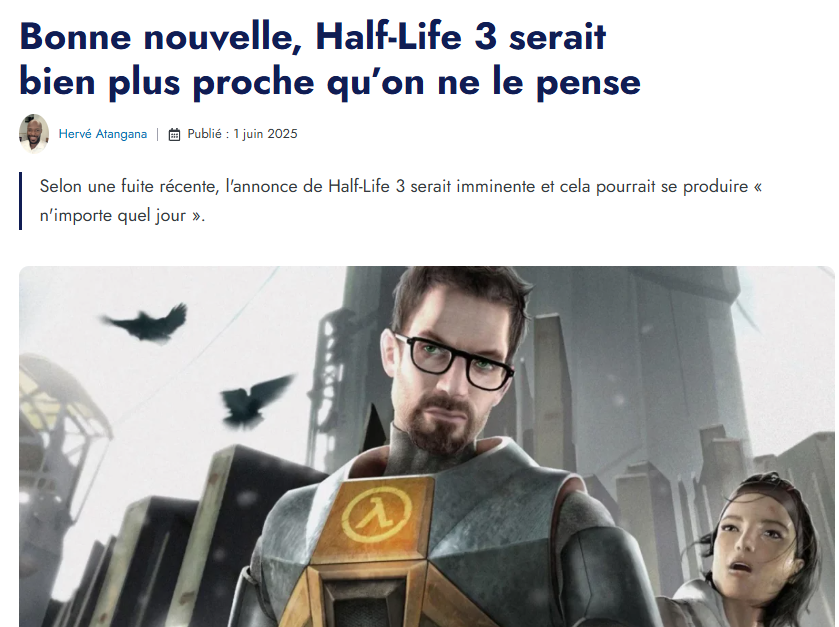 Bonne nouvelle, Half-Life 3 serait
bien plus proche qu’on ne le pense
Hervé Atangana | Publié : 1 juin 2025
Selon une fuite récente, l'annonce de Half-Life 3 serait imminente et cela pourrait se produire «
n'importe quel jour ».